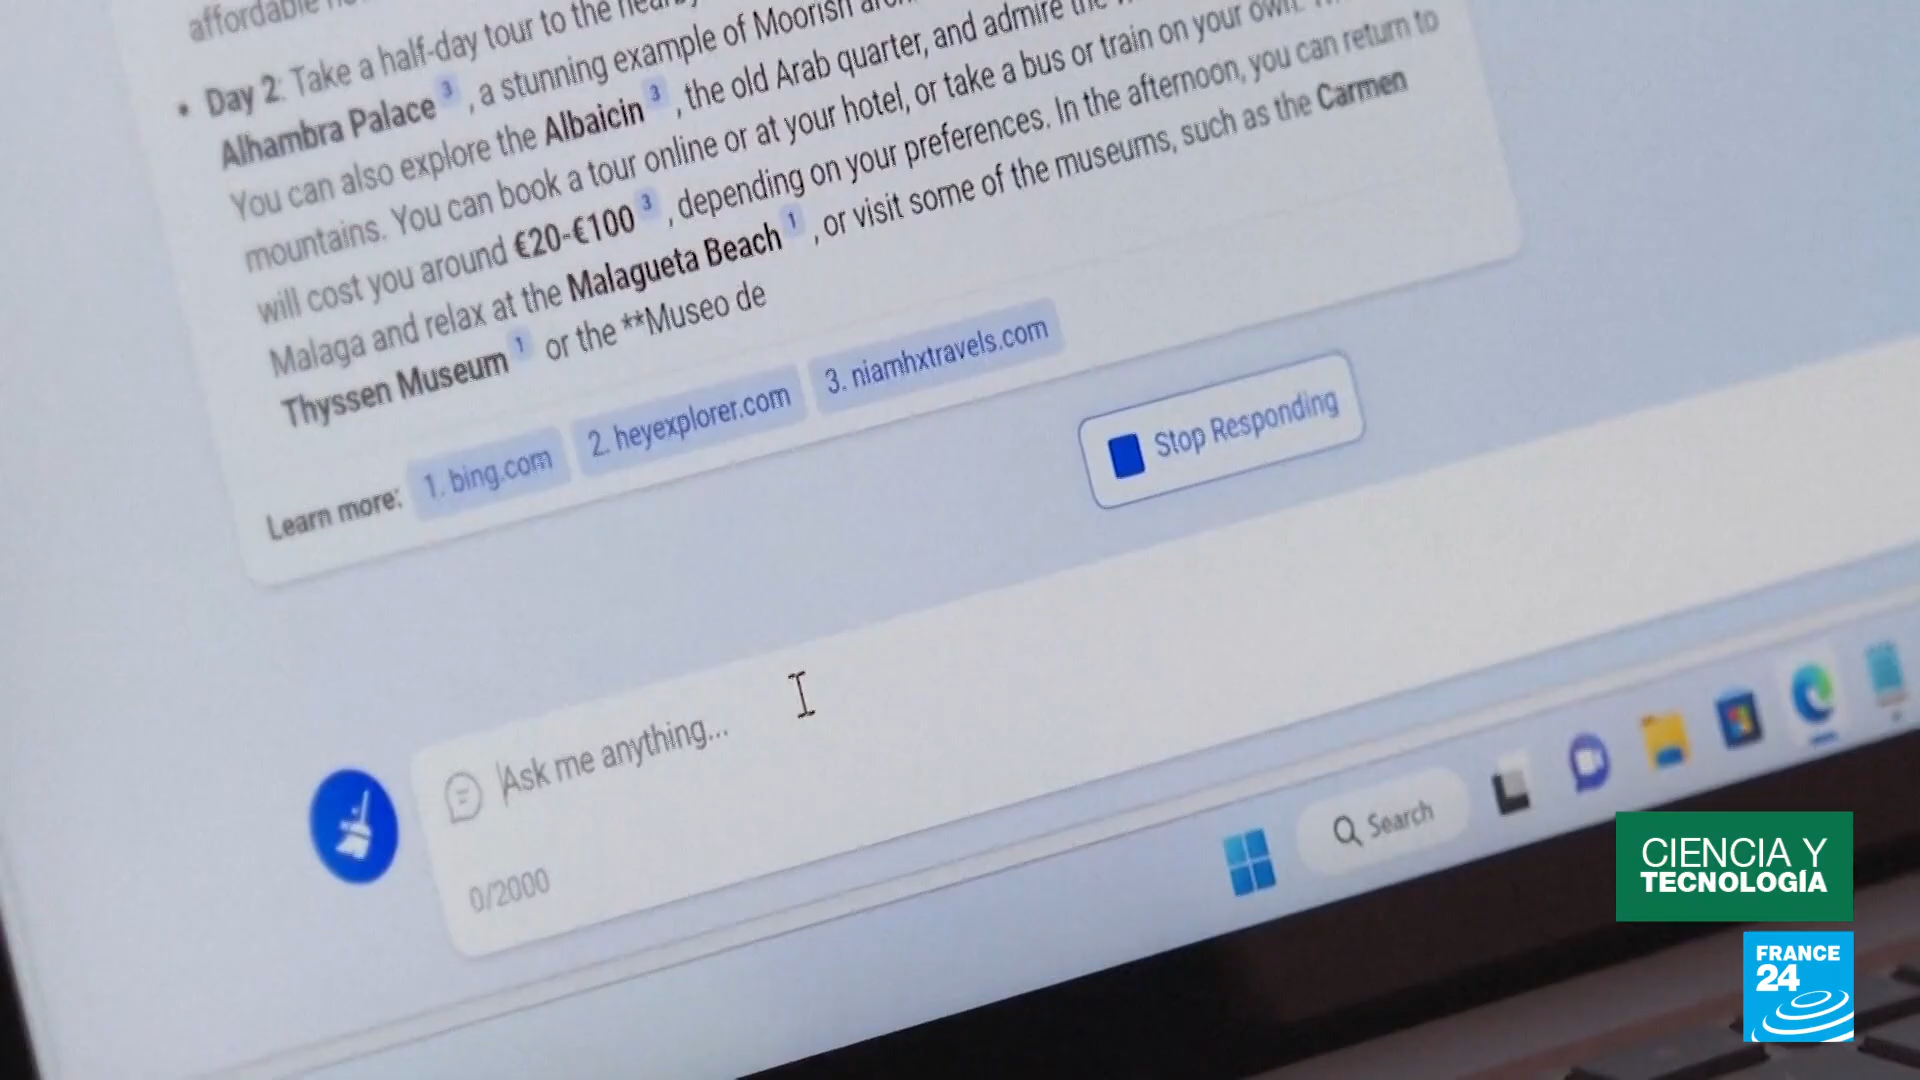 affordable
• Day 2: Take a half-day tour to the nearby
Alhambra Palace 3 , a stunning example of Moorish
You can also explore the Albaicin 3 , the old Arab quarter, and admire the
mountains. You can book a tour online or at your hotel, or take a bus or train on your own.
will cost you around €20-€100 3 , depending on your preferences. In the afternoon, you can return to
Malaga and relax at the Malagueta Beach 1 , or visit some of the museums, such as the Carmen
Thyssen Museum 1 or the **Museo de
Learn more: 1. bing.com 2. heyexplorer.com 3. niamhxtravels.com
Stop Responding
Ask me anything...
0/2000
Search
CIENCIA Y
TECNOLOGÍA
FRANCE
24